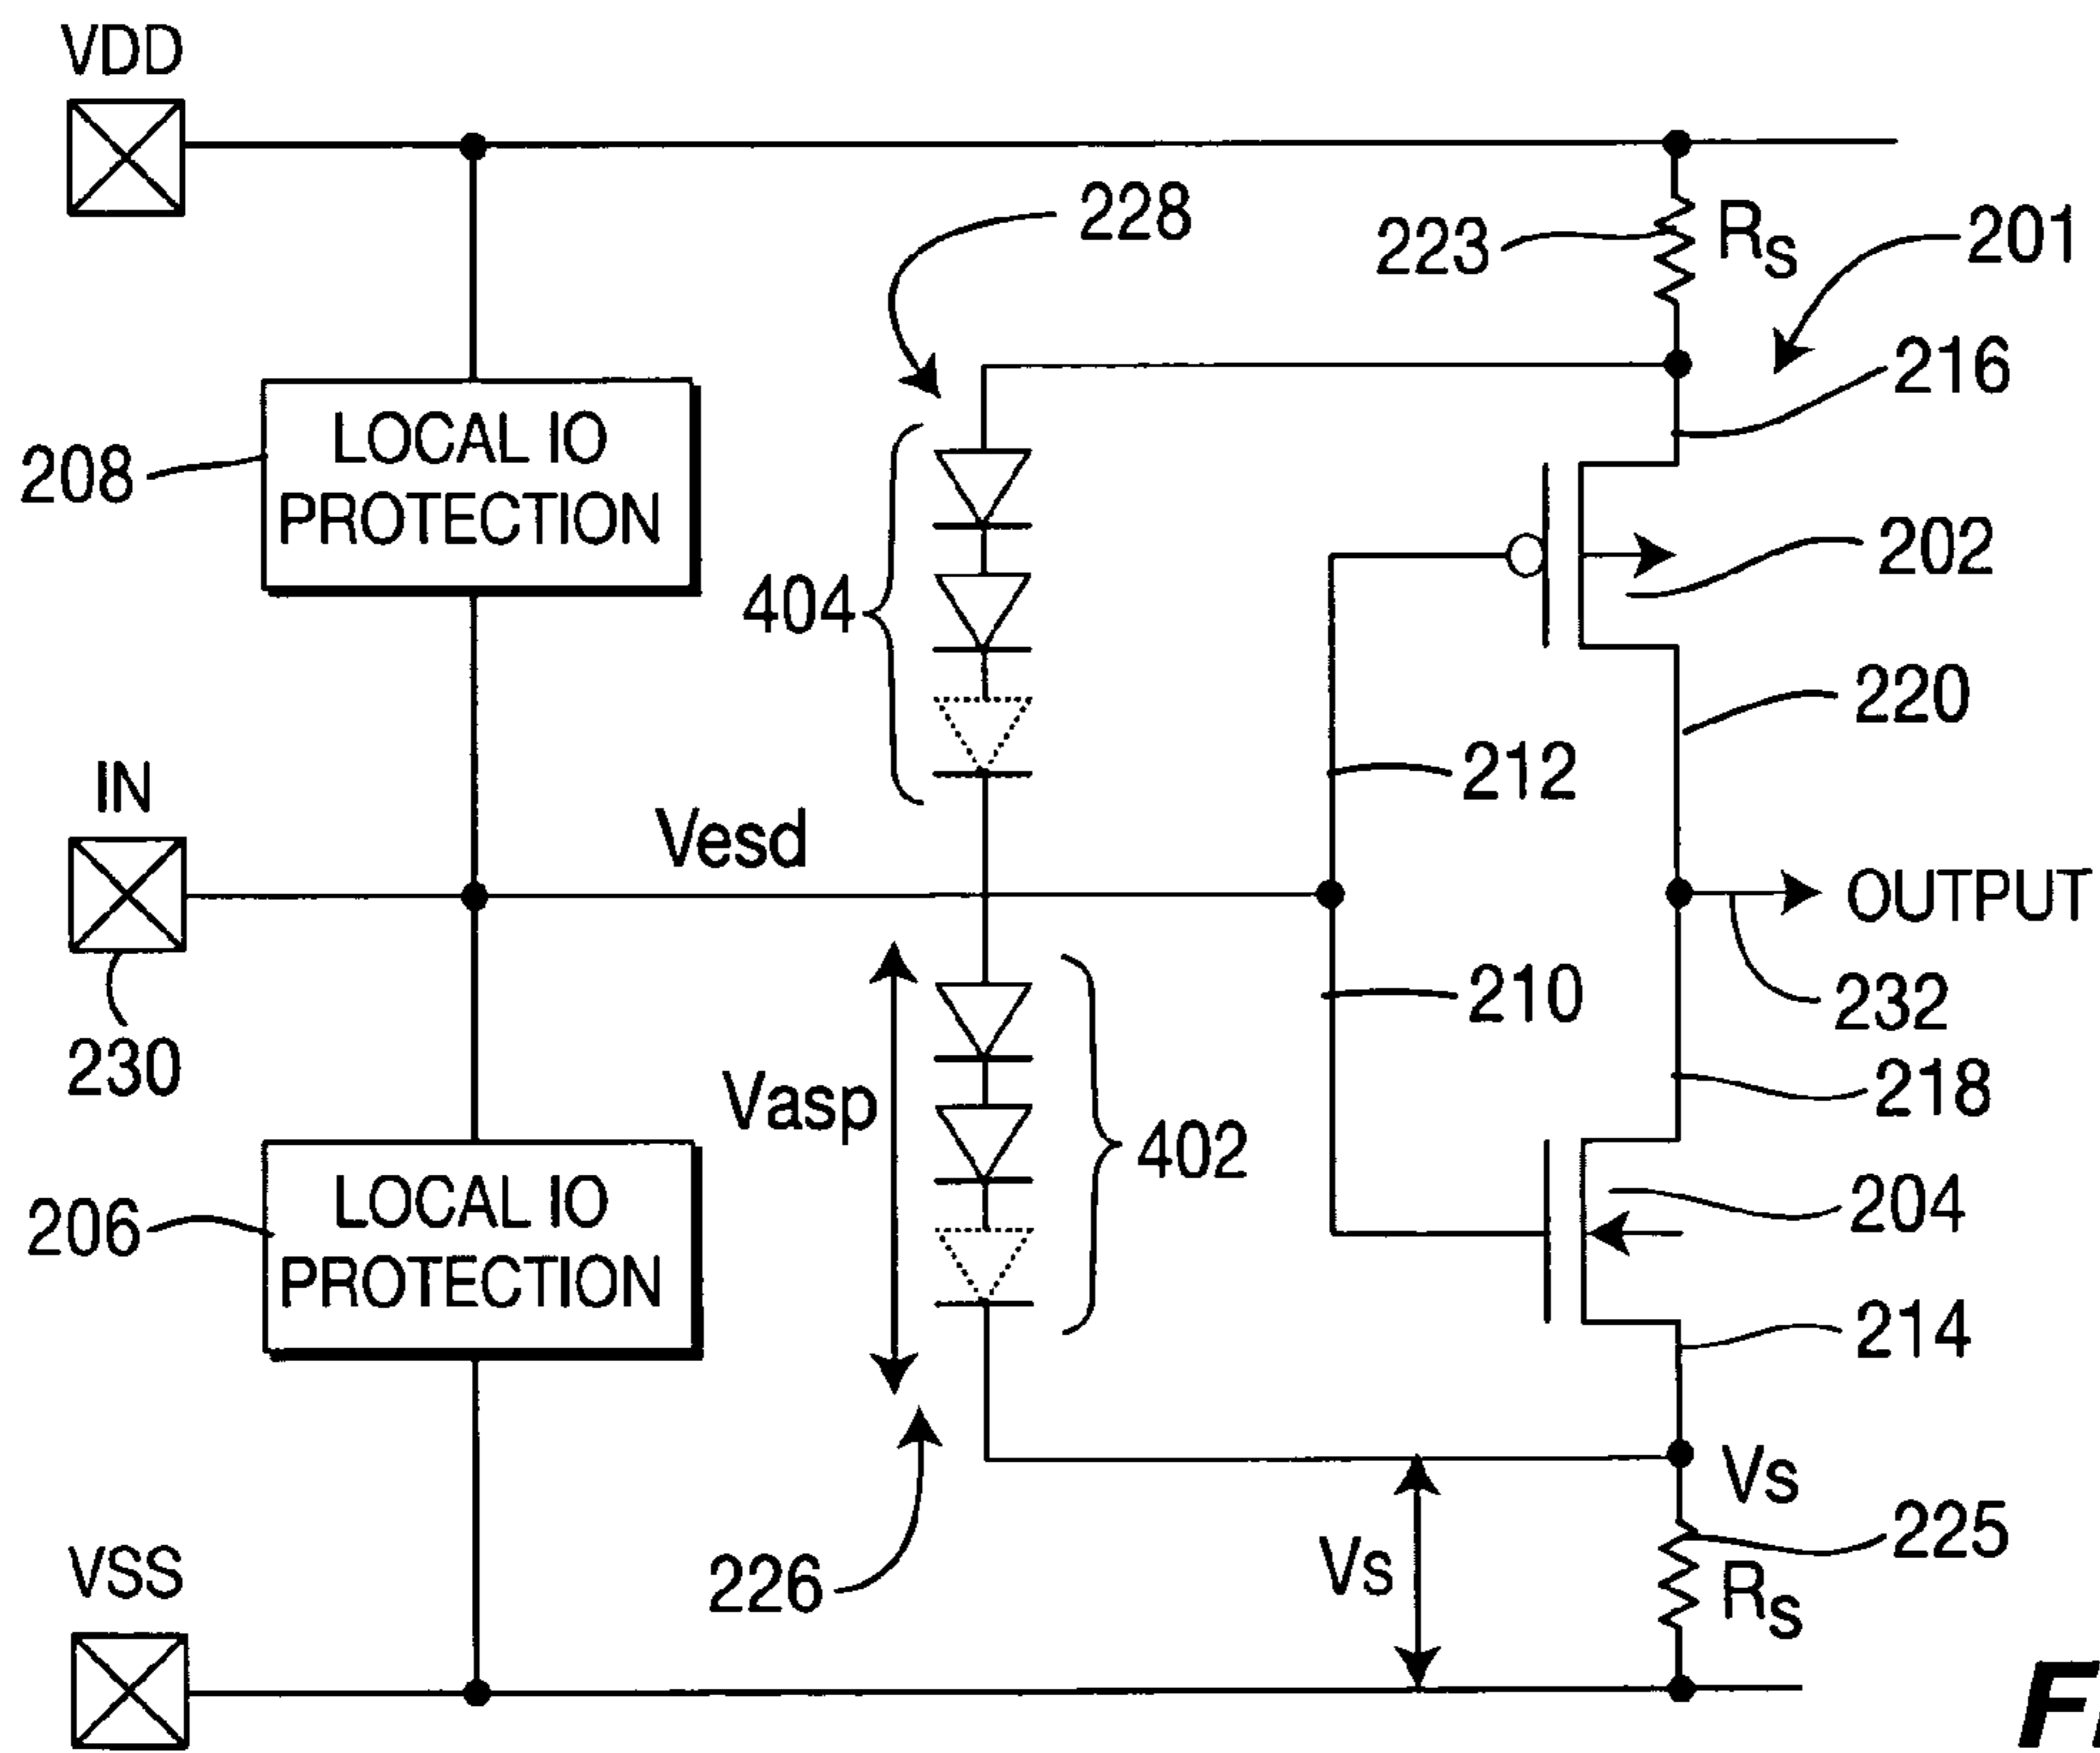 VDD
228
223
Rs
201
216
LOCAL IO
PROTECTION
208
202
404
220
212
IN
Vesd
OUTPUT
210
232
230
Vasp
218
402
LOCAL IO
PROTECTION
206
204
214
Vs
225
VSS
226
Vs
Rs